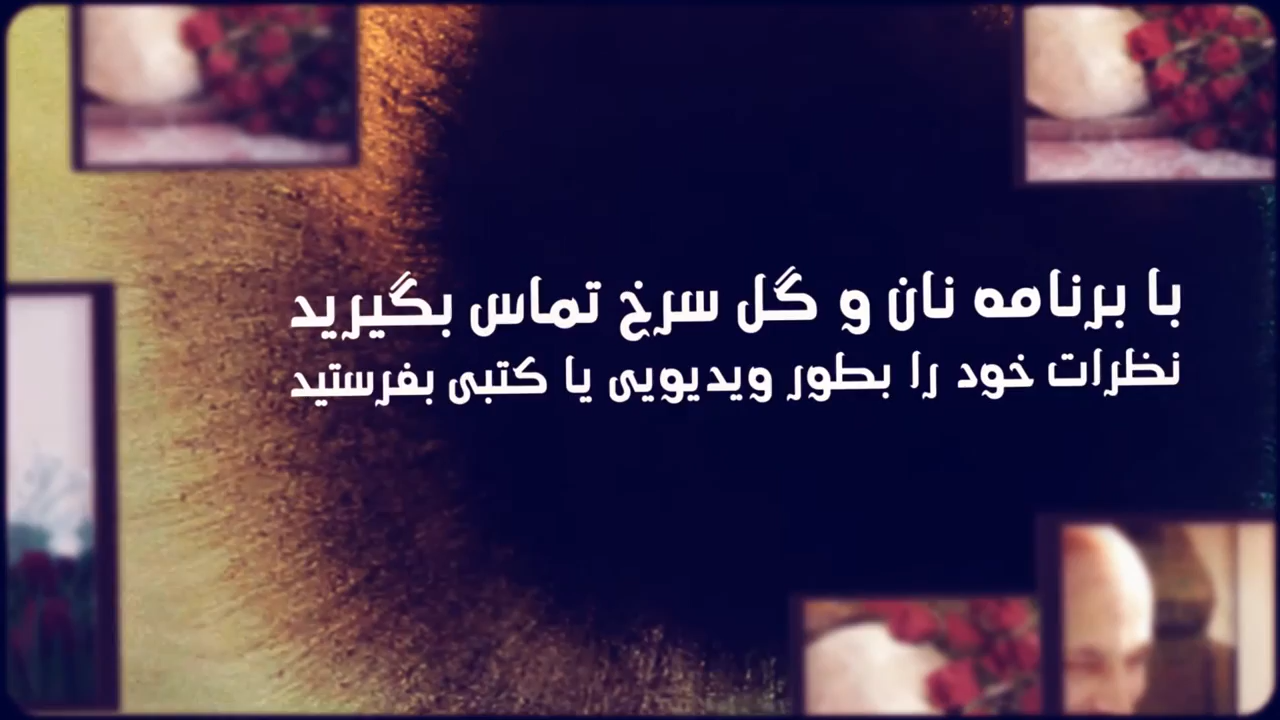 با برنامه نان و گل سرخ تماس بگیرید
نظرات خود را بطور ویدیویی یا کتبی بفرستید